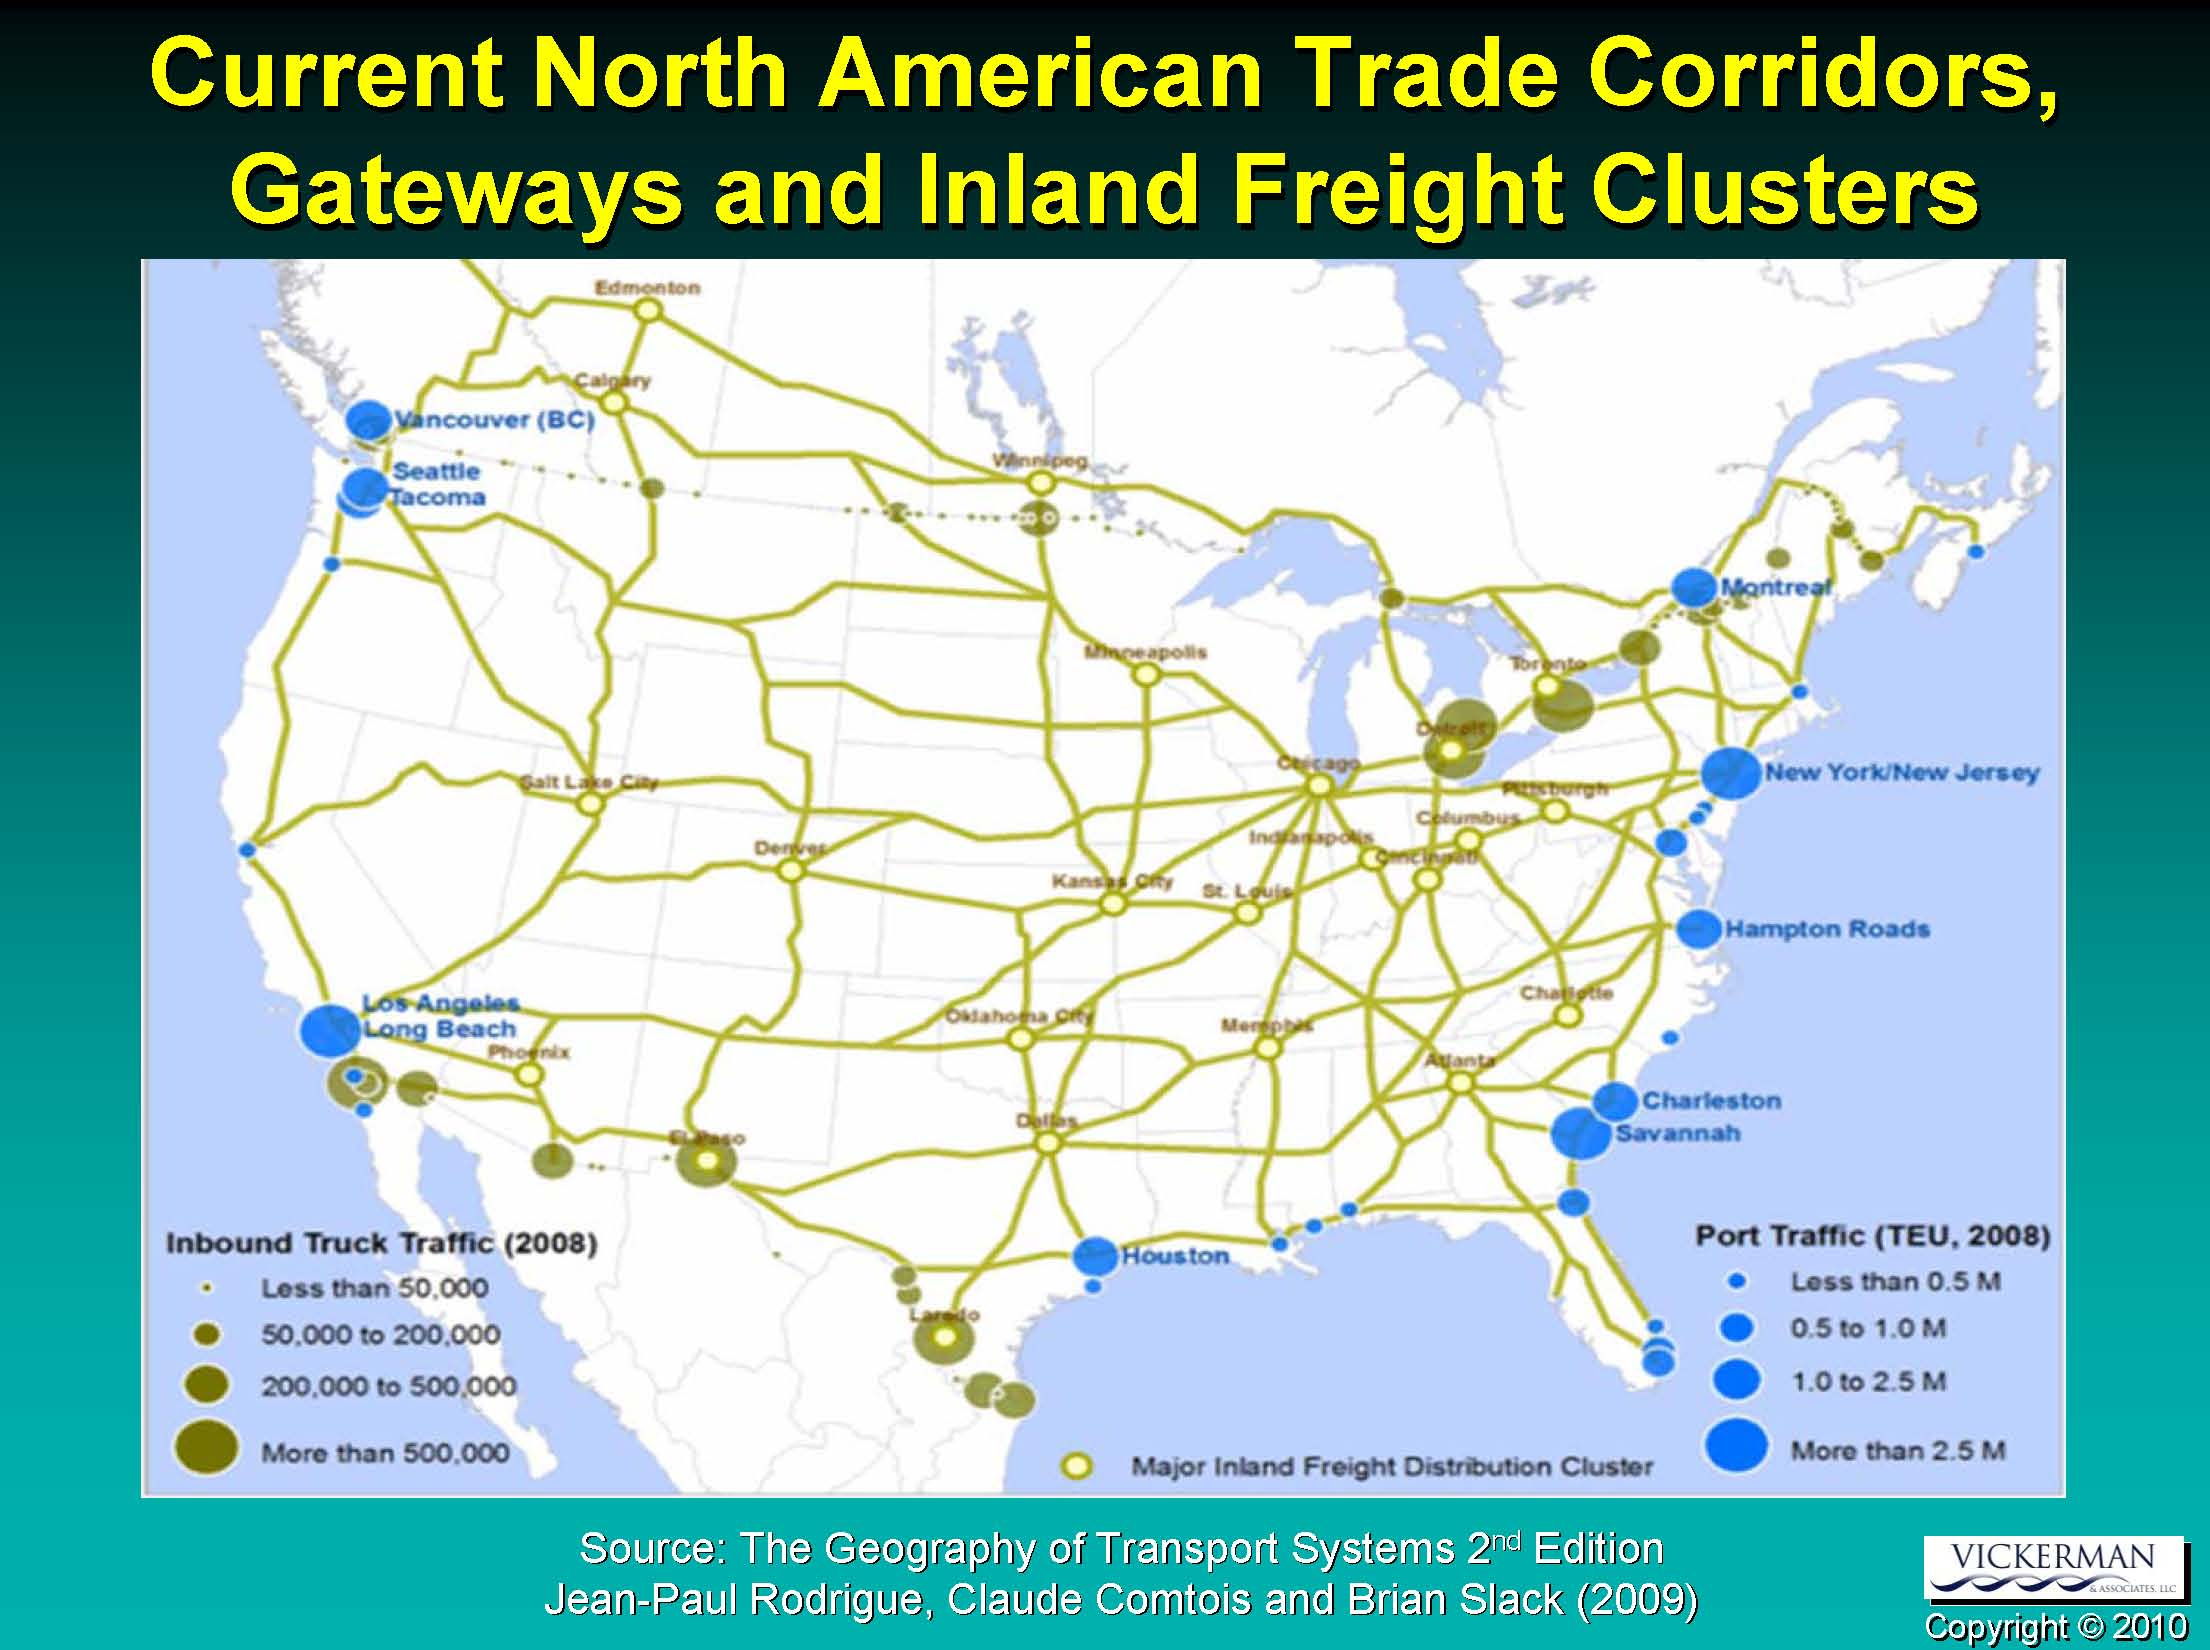 Current North American Trade Corridors,
Gateways and Inland Freight Clusters
Edmonton
Calgary
Vancouver (BC)
Winnipeg
Seattle
Tacoma
Montreal
Minneapolis
Toronto
Detroit
Chicago
New York/New Jersey
Salt Lake City
Pittsburgh
Columbus
Indianapolis
Denver
Cincinnati
Kansas City
St. Louis
Hampton Roads
Los Angeles
Long Beach
Charlotte
Oklahoma City
Memphis
Phoenix
Atlanta
Charleston
Dallas
Savannah
El Paso
Houston
Laredo
Inbound Truck Traffic (2008)
Less than 50,000
50,000 to 200,000
200,000 to 500,000
More than 500,000
Port Traffic (TEU, 2008)
Less than 0.5 M
0.5 to 1.0 M
1.0 to 2.5 M
More than 2.5 M
Major Inland Freight Distribution Cluster
Source: The Geography of Transport Systems 2nd Edition
Jean-Paul Rodrigue, Claude Comtois and Brian Slack (2009)
VICKERMAN
& ASSOCIATES, LLC
Copyright © 2010